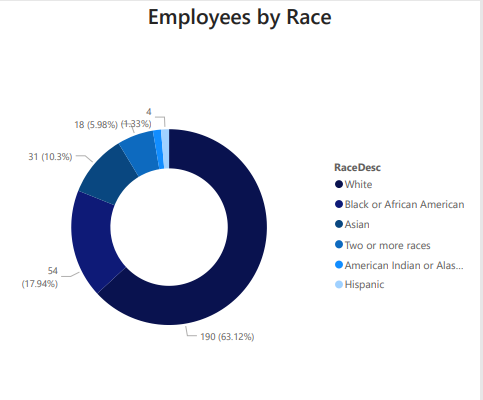 Employees by Race
4
18 (5.98%) (1.33%)
31 (10.3%)
54
(17.94%)
190 (63.12%)
RaceDesc
White
Black or African American
Asian
Two or more races
American Indian or Alas...
Hispanic